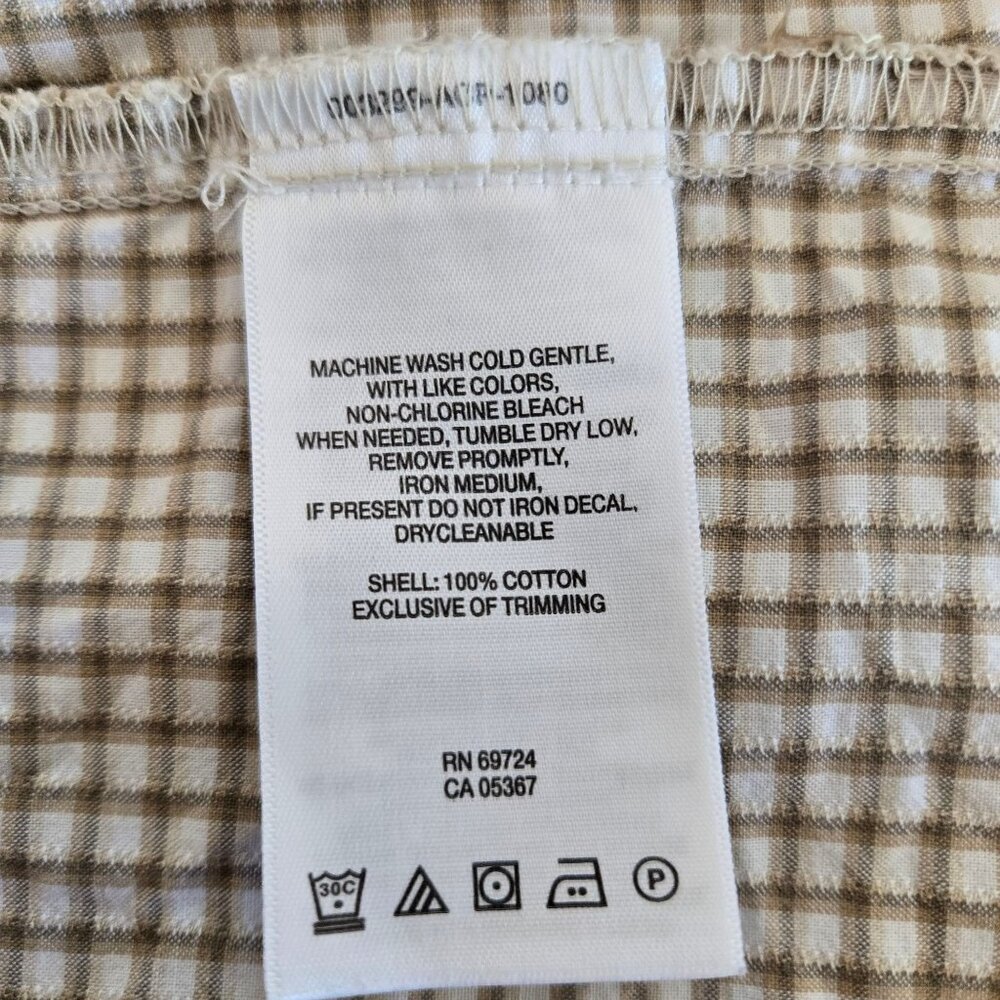 MACHINE WASH COLD GENTLE,
WITH LIKE COLORS,
NON-CHLORINE BLEACH
WHEN NEEDED, TUMBLE DRY LOW,
REMOVE PROMPTLY,
IRON MEDIUM,
IF PRESENT DO NOT IRON DECAL,
DRYCLEANABLE
SHELL: 100% COTTON
EXCLUSIVE OF TRIMMING
RN 69724
CA 05367
30C P